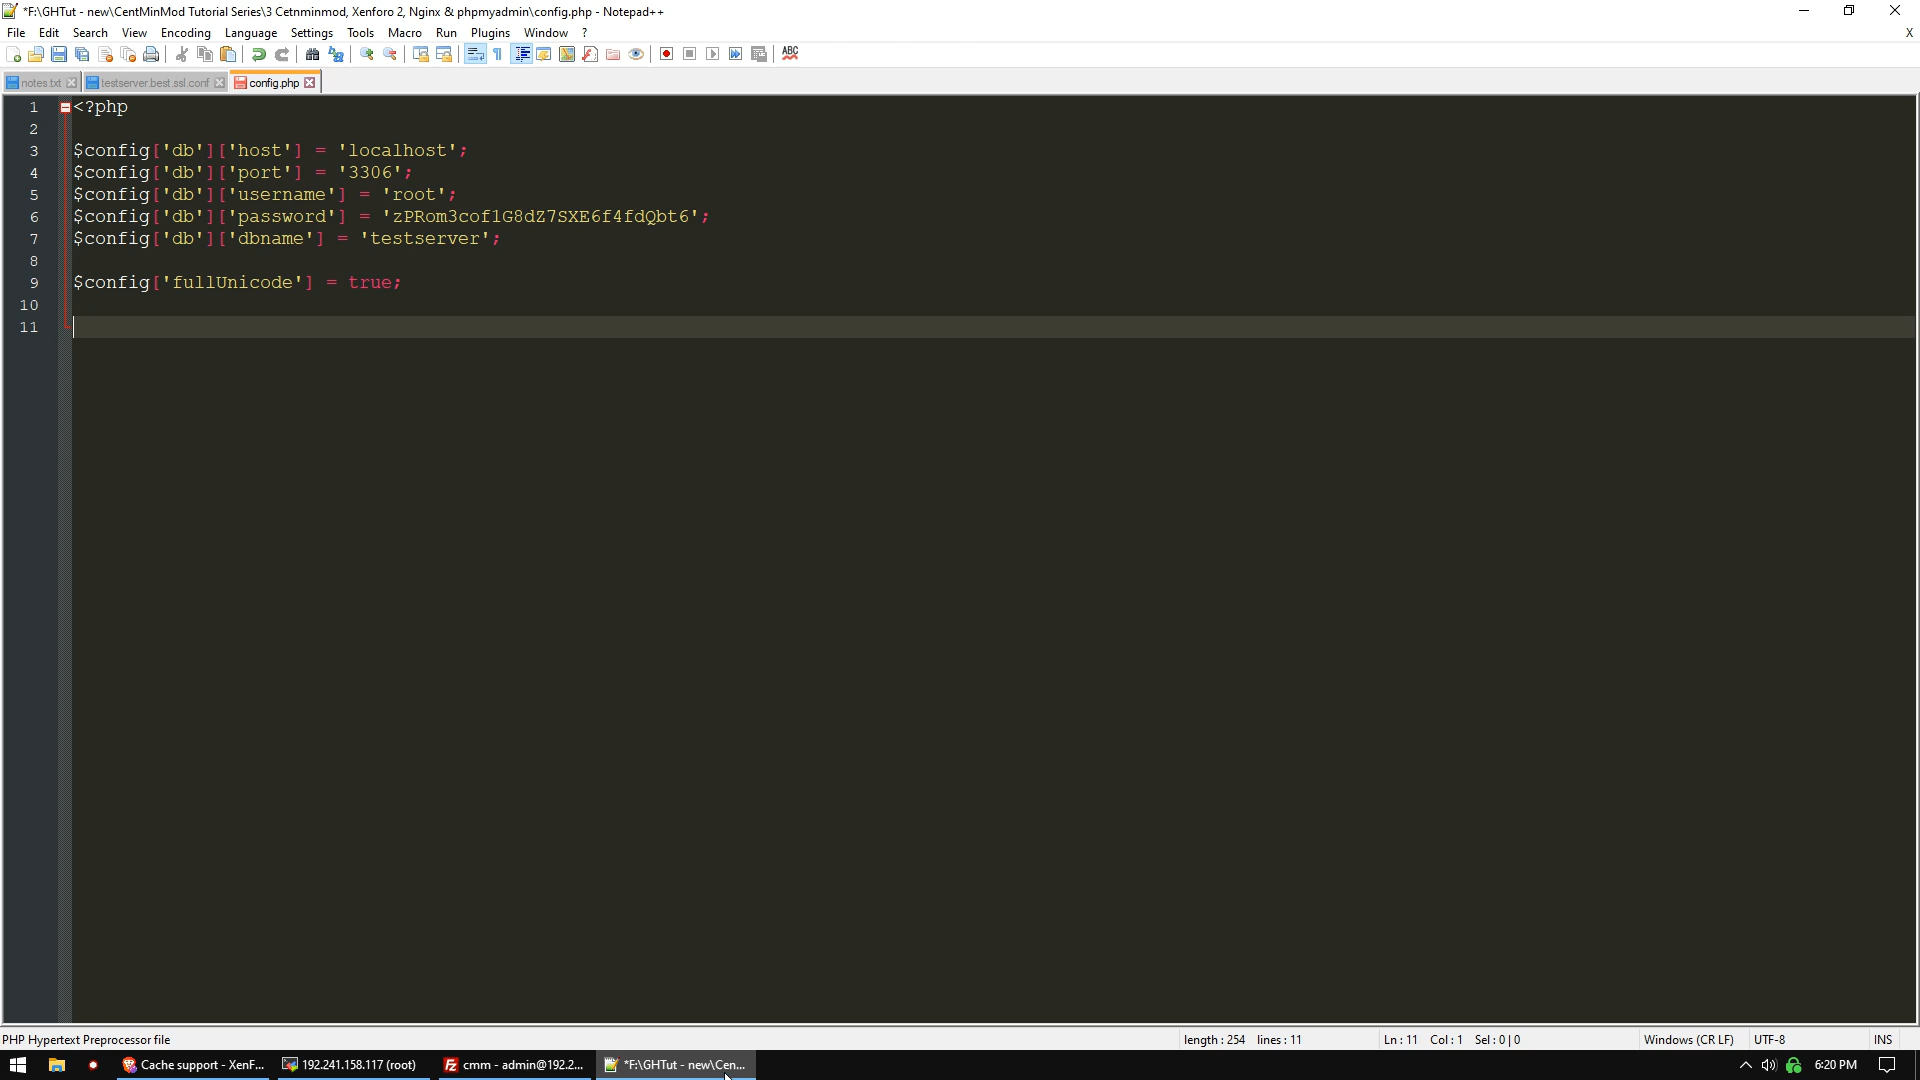 *F:\GHTut - new\CentMinMod Tutorial Series\3 Cetnminmod, Xenforo 2, Nginx & phpmyadmin\config.php - Notepad++
File Edit Search View Encoding Language Settings Tools Macro Run Plugins Window ? X
ABC
notes.txt testserver.best.ssl.conf config.php
1 <?php
2
3 $config['db']['host'] = 'localhost';
4 $config['db']['port'] = '3306';
5 $config['db']['username'] = 'root';
6 $config['db']['password'] = 'zPRom3cof1G8dZ7SXE6f4fdQbt6';
7 $config['db']['dbname'] = 'testserver';
8
9 $config['fullUnicode'] = true;
10
11
PHP Hypertext Preprocessor file length : 254 lines : 11 Ln : 11 Col : 1 Sel : 0 | 0 Windows (CR LF) UTF-8 INS
Cache support - XenF... 192.241.158.117 (root) cmm - admin@192.2... *F:\GHTut - new\Cen... 6:20 PM